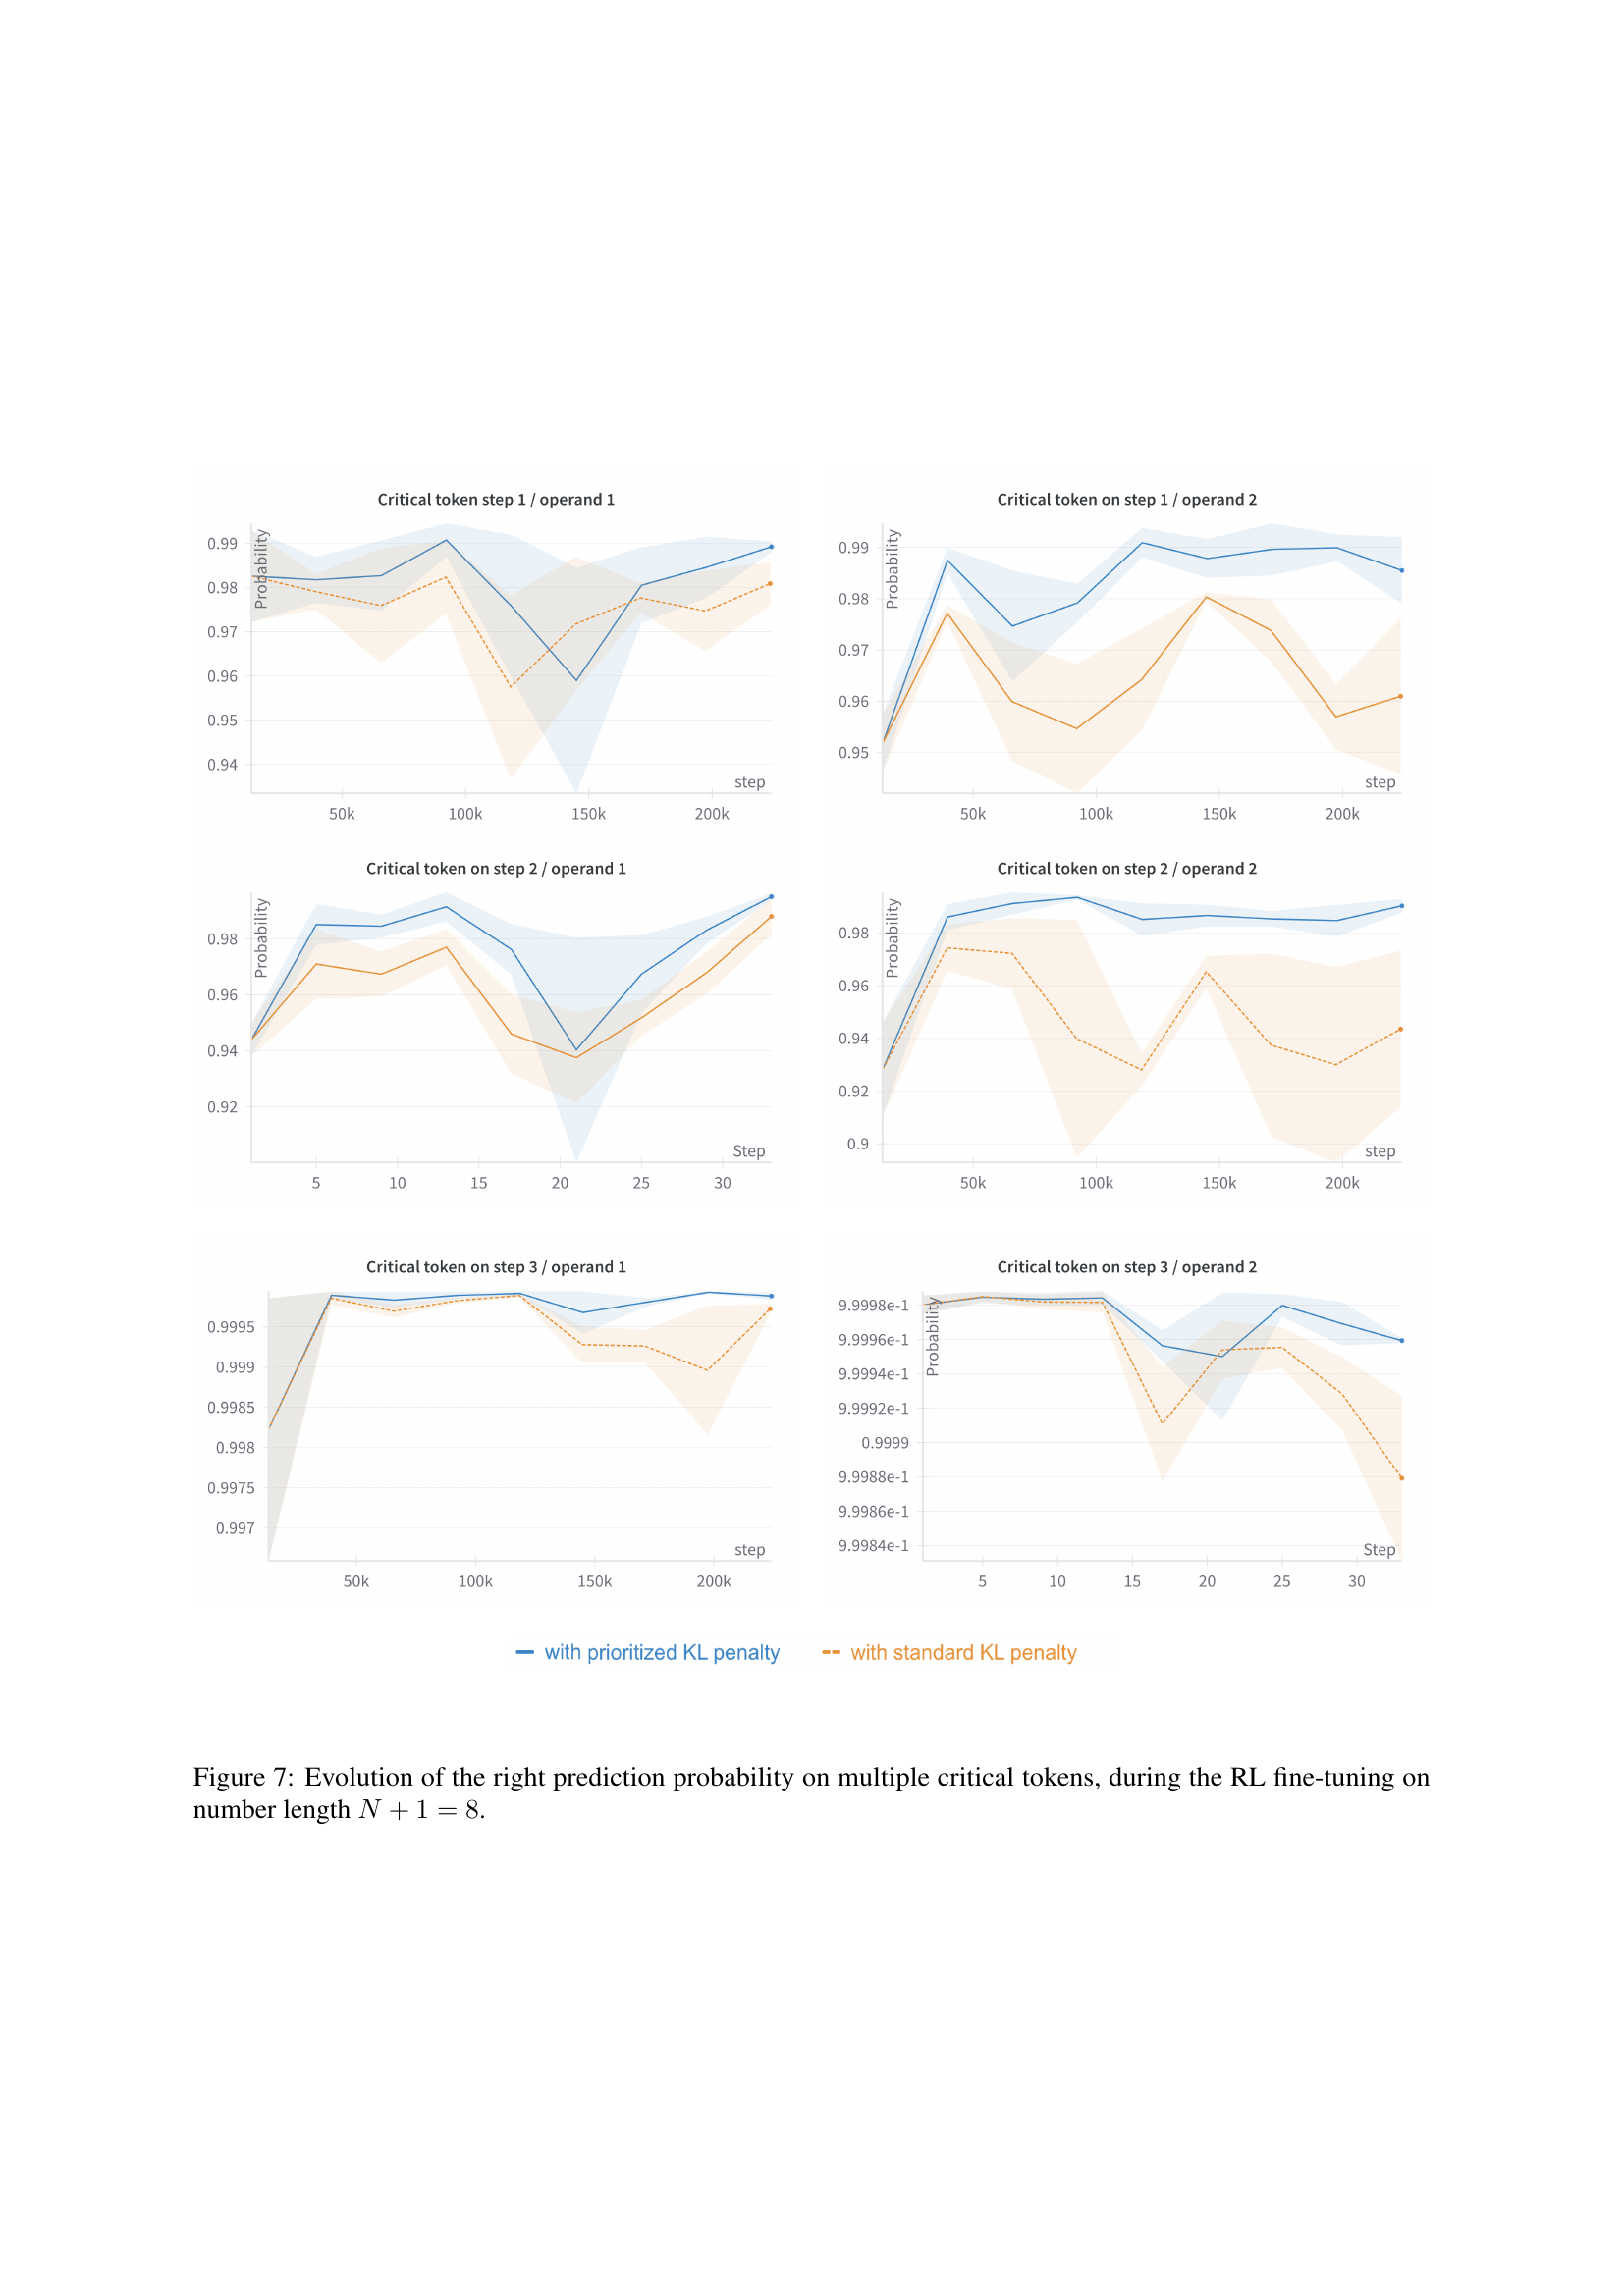 Critical token step 1 / operand 1
Probability
0.99
0.98
0.97
0.96
0.95
0.94
step
50k 100k 150k 200k
Critical token on step 1 / operand 2
Probability
0.99
0.98
0.97
0.96
0.95
step
50k 100k 150k 200k
Critical token on step 2 / operand 1
Probability
0.98
0.96
0.94
0.92
Step
5 10 15 20 25 30
Critical token on step 2 / operand 2
Probability
0.98
0.96
0.94
0.92
0.9
step
50k 100k 150k 200k
Critical token on step 3 / operand 1
0.9995
0.999
0.9985
0.998
0.9975
0.997
step
50k 100k 150k 200k
Critical token on step 3 / operand 2
Probability
9.9998e-1
9.9996e-1
9.9994e-1
9.9992e-1
0.9999
9.9988e-1
9.9986e-1
9.9984e-1
Step
5 10 15 20 25 30
with prioritized KL penalty with standard KL penalty
Figure 7: Evolution of the right prediction probability on multiple critical tokens, during the RL fine-tuning on
number length N + 1 = 8.